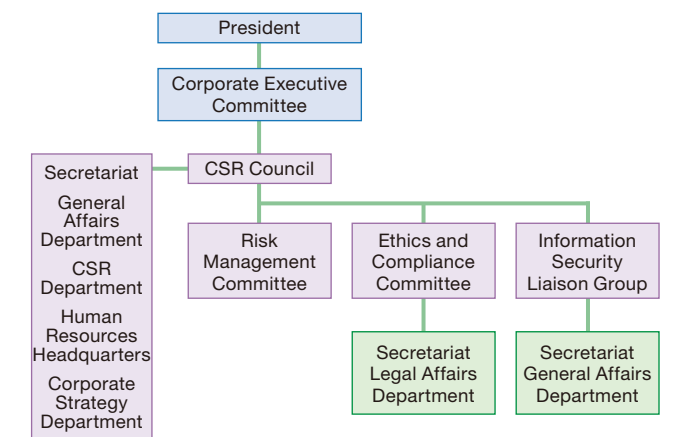 President
Corporate Executive
Committee
CSR Council
Secretariat
General
Affairs
Department
CSR
Department
Human
Resources
Headquarters
Corporate
Strategy
Department
Risk
Management
Committee
Ethics and
Compliance
Committee
Information
Security
Liaison Group
Secretariat
Legal Affairs
Department
Secretariat
General Affairs
Department